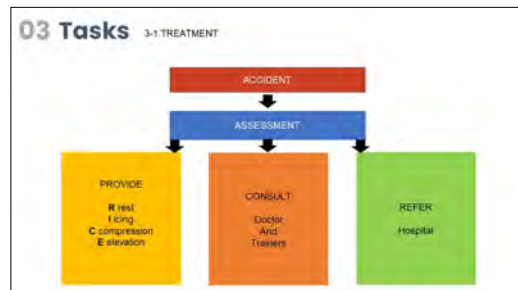 03 Tasks 3-1.TREATMENT
ACCIDENT
ASSESSMENT
PROVIDE
R rest
I icing
C compression
E elevation
CONSULT
Doctor
And
Trainers
REFER
Hospital